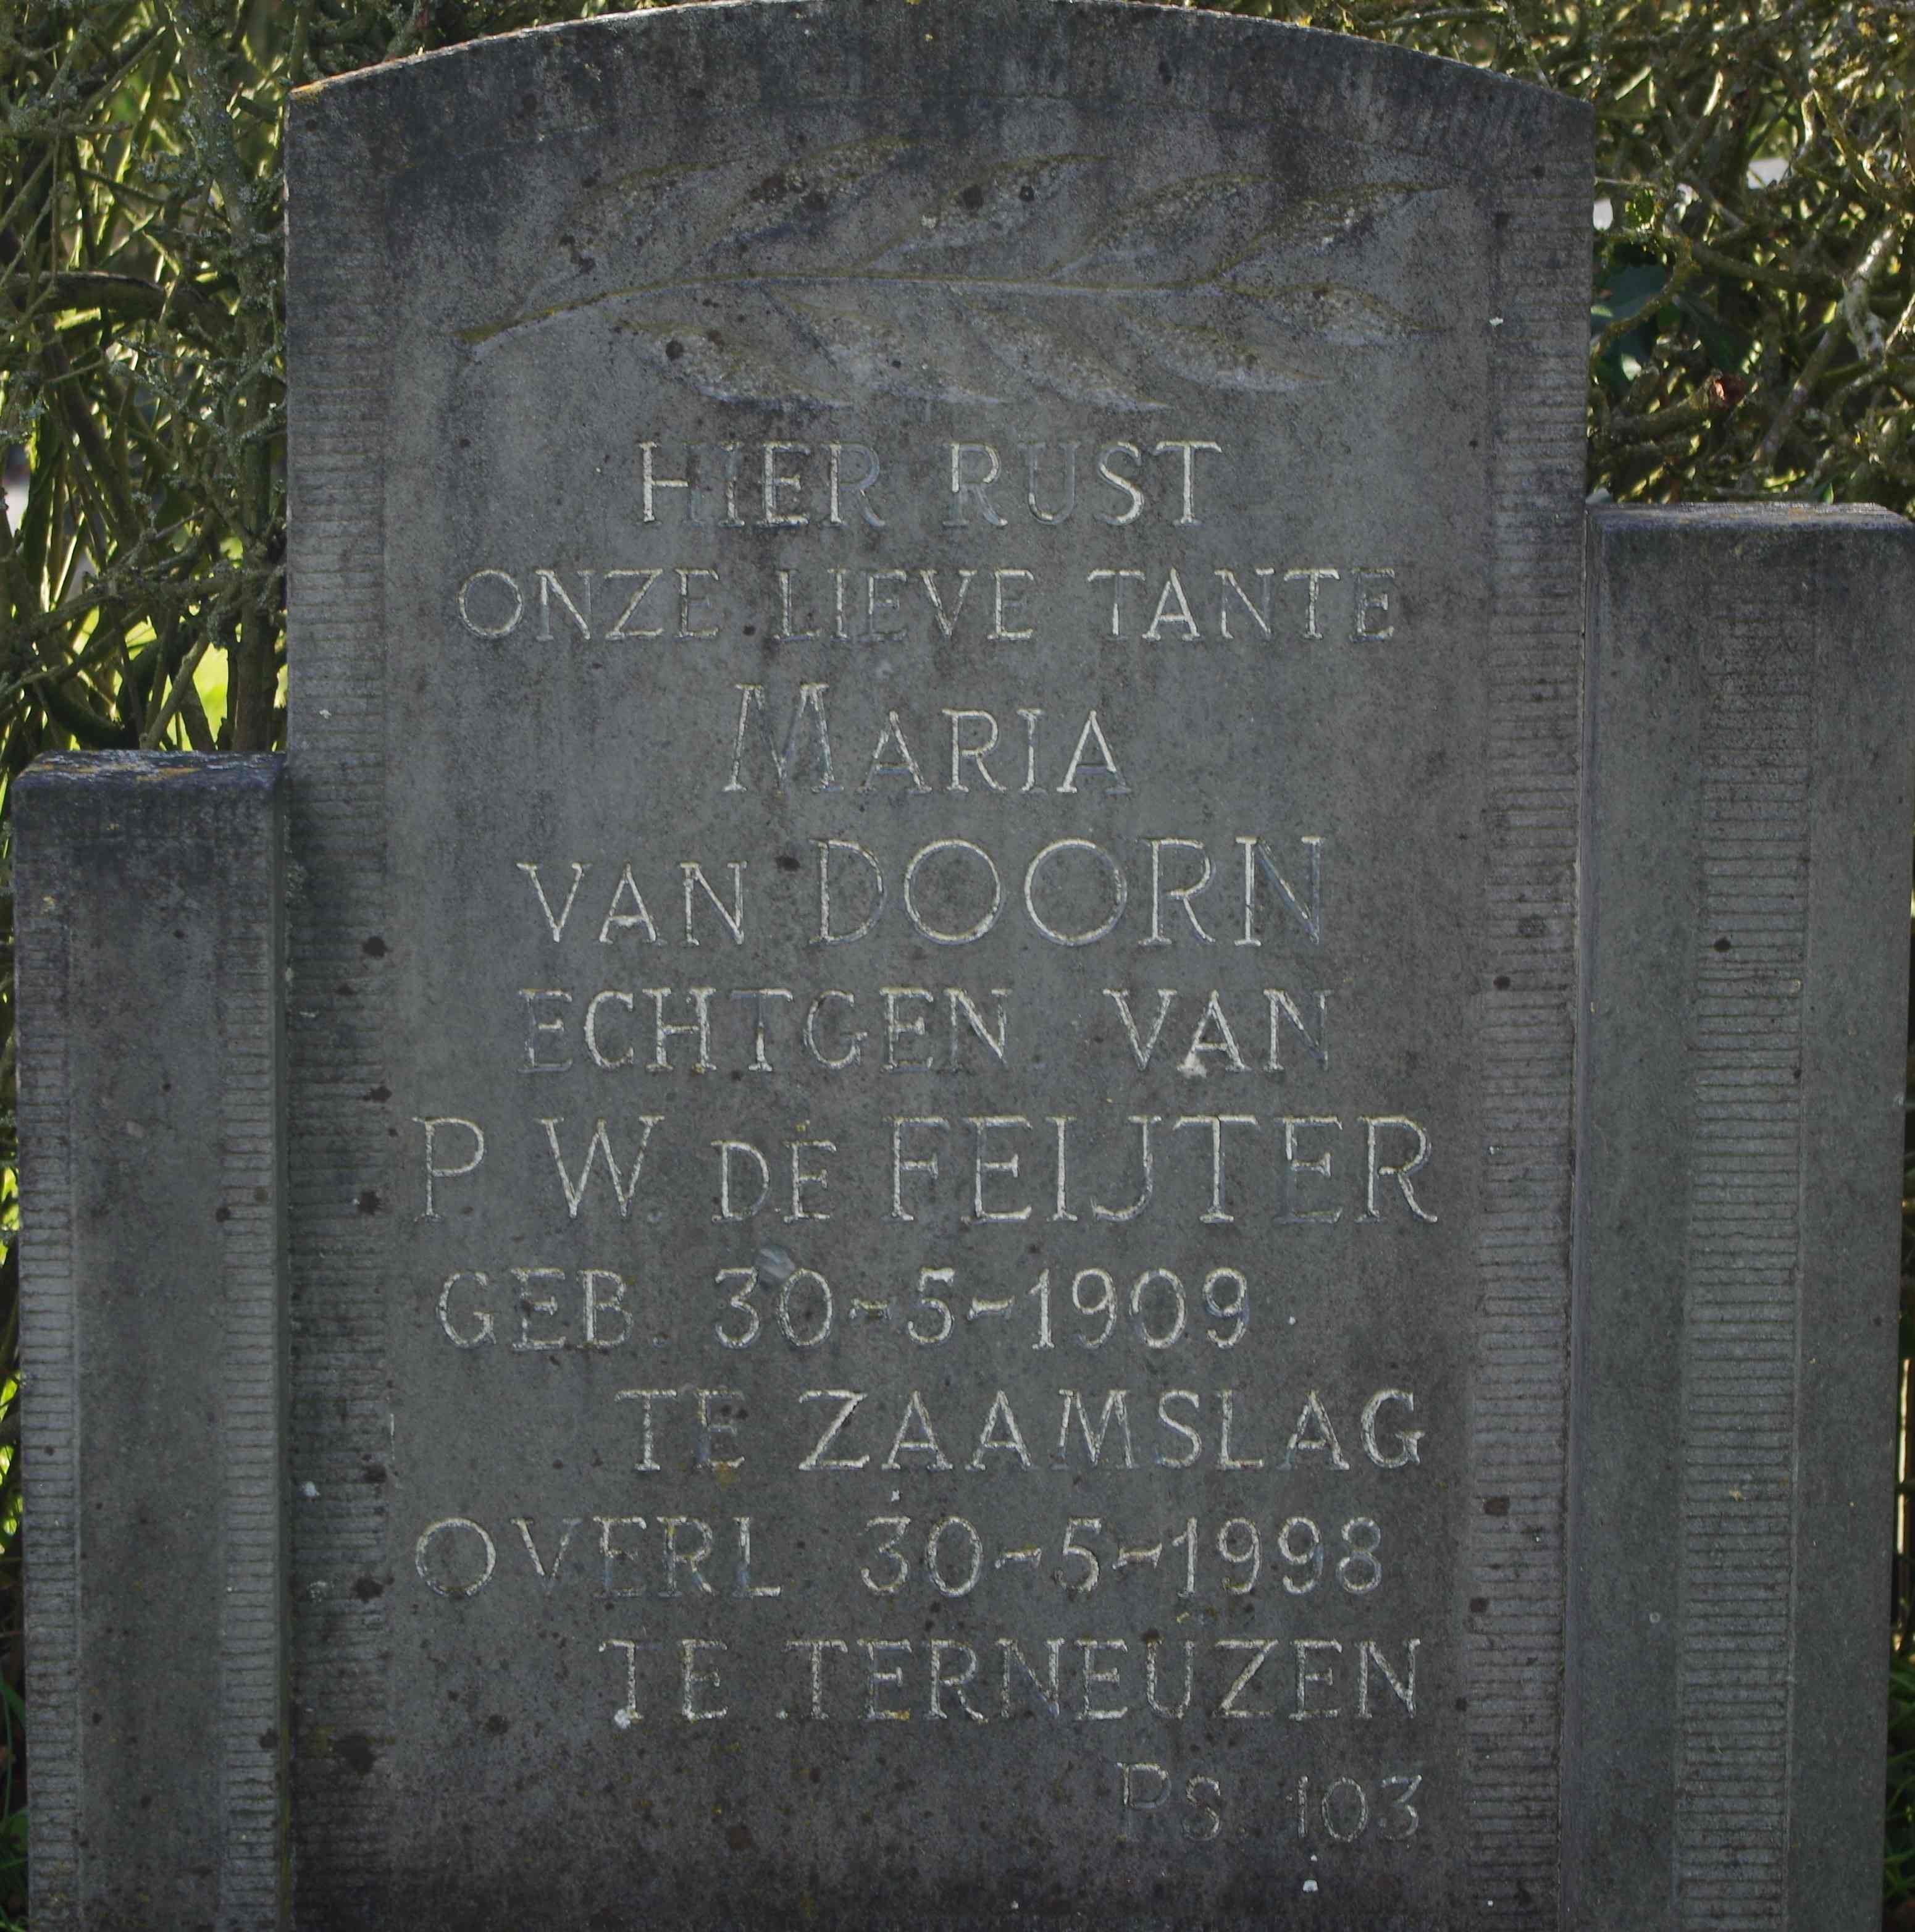 HIER RUST
ONZE LIEVE TANTE
MARIA
VAN DOORN
ECHTGEN. VAN
P. W. DE FEIJTER
GEB. 30-5-1909
TE ZAAMSLAG
OVERL. 30-5-1998
TE TERNEUZEN
PS. 103